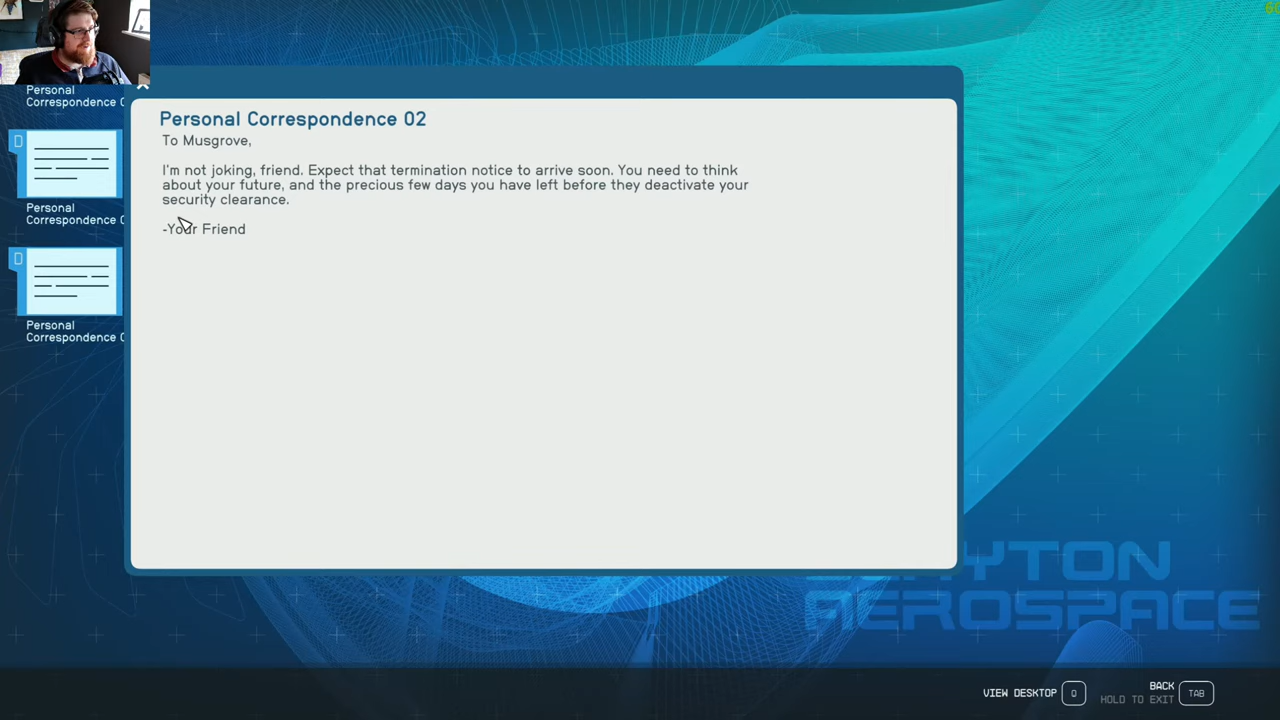 Personal
Correspondence
Personal Correspondence 02
To Musgrove,
I'm not joking, friend. Expect that termination notice to arrive soon. You need to think
about your future, and the precious few days you have left before they deactivate your
security clearance.
-Your Friend
Personal
Correspondence
Personal
Correspondence
AEROSPACE
VIEW DESKTOP Q
BACK
HOLD TO EXIT TAB